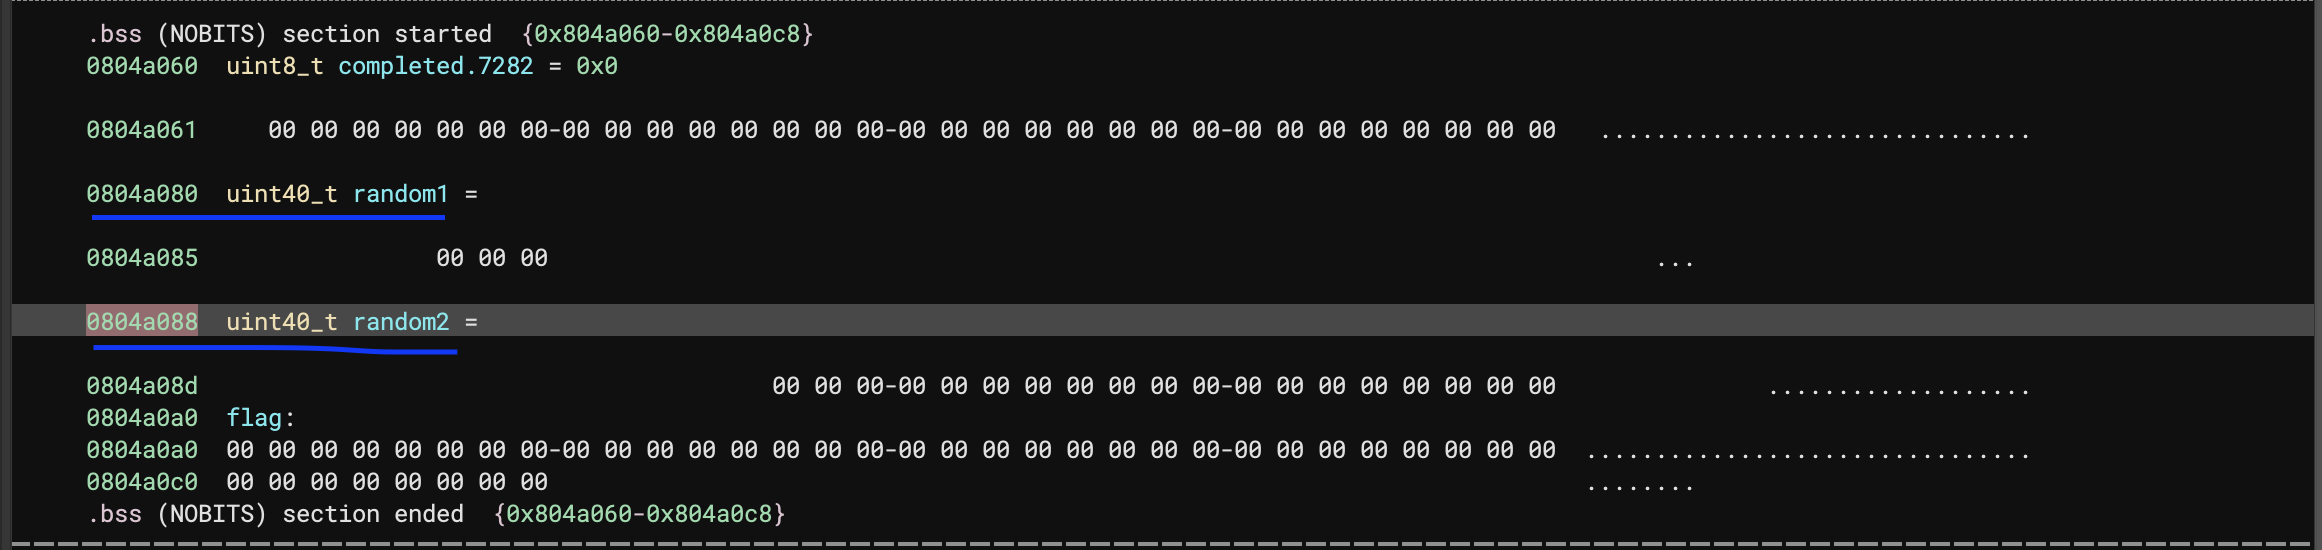 .bss (NOBITS) section started  {0x804a060-0x804a0c8}
0804a060  uint8_t completed.7282 = 0x0
0804a061  00 00 00 00 00 00 00-00 00 00 00 00 00 00 00-00 00 00 00 00 00 00 00-00 00 00 00 00 00 00 00  ...............................
0804a080  uint40_t random1 =
0804a085  00 00 00  ...
0804a088  uint40_t random2 =
0804a08d  00 00 00-00 00 00 00 00 00 00 00-00 00 00 00 00 00 00 00  ...................
0804a0a0  flag:
0804a0a0  00 00 00 00 00 00 00 00-00 00 00 00 00 00 00 00-00 00 00 00 00 00 00 00-00 00 00 00 00 00 00 00  ................................
0804a0c0  00 00 00 00 00 00 00 00  ........
.bss (NOBITS) section ended  {0x804a060-0x804a0c8}